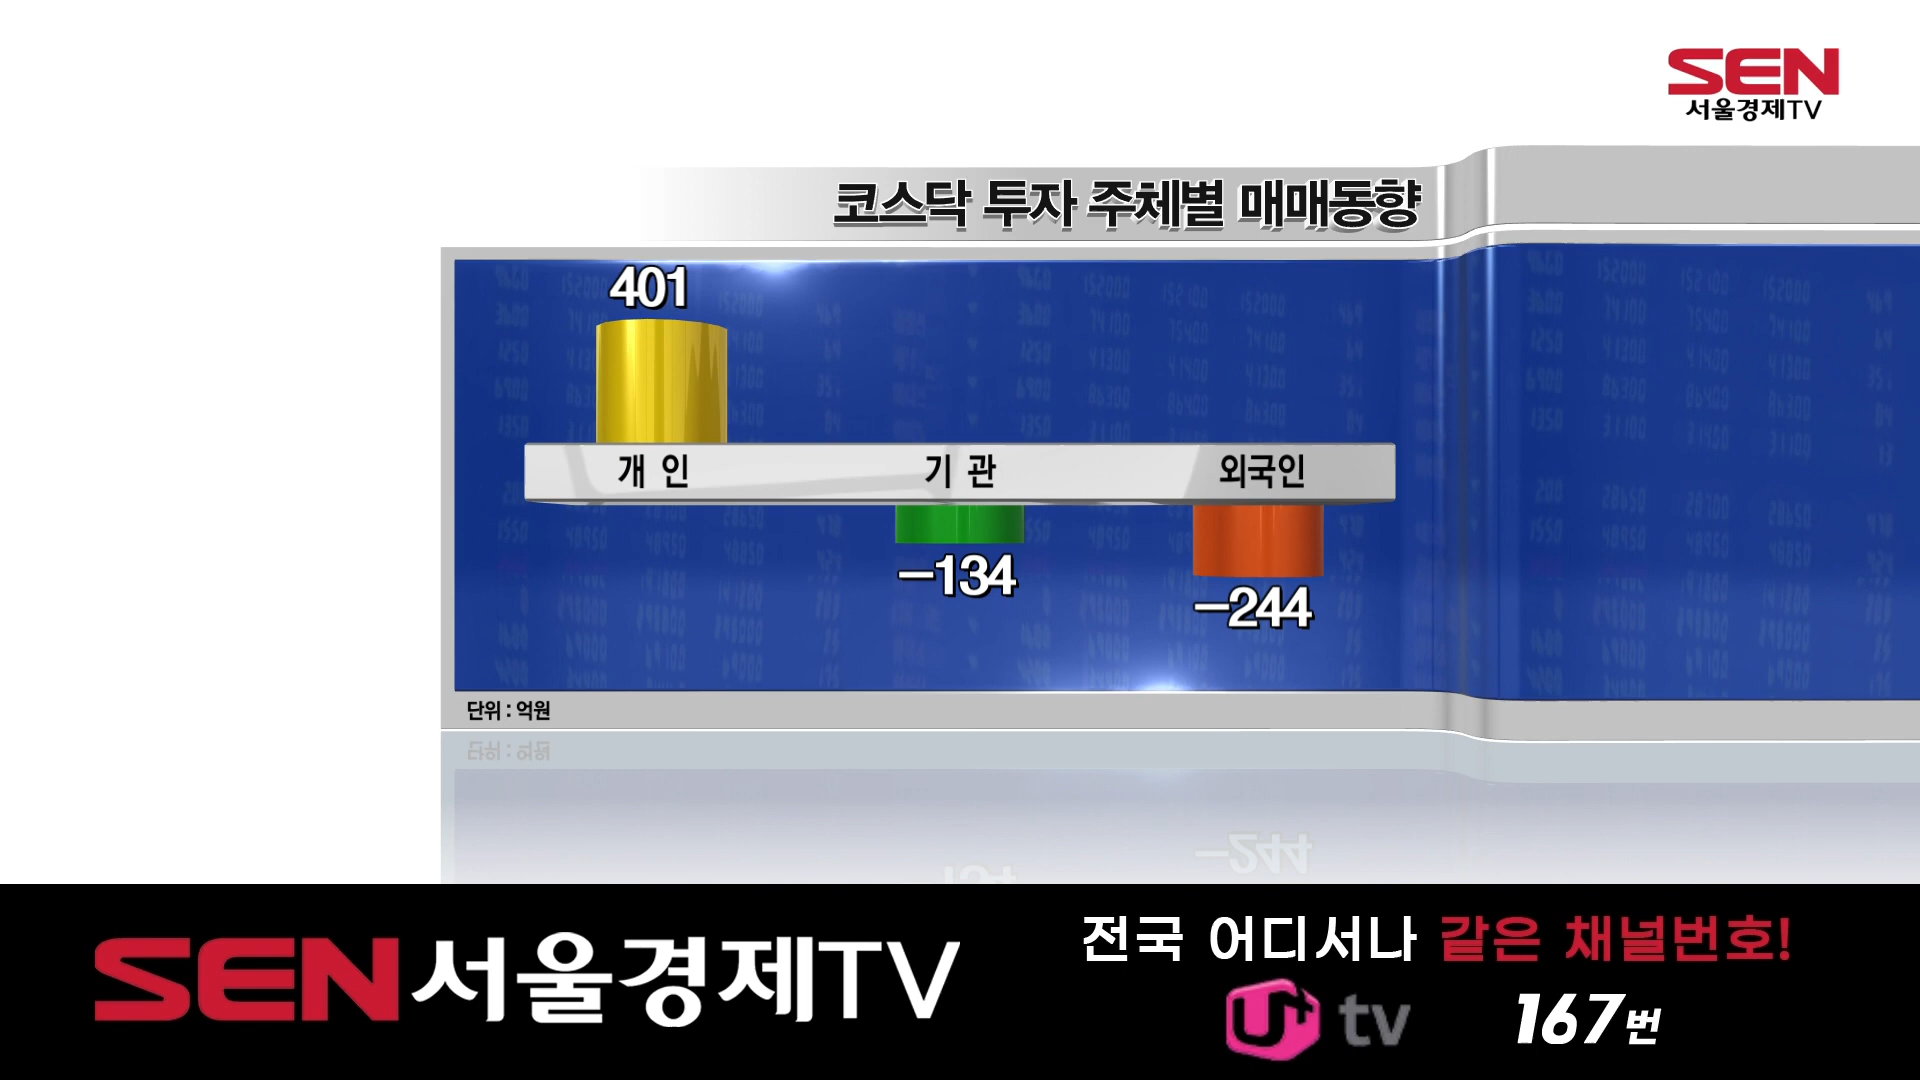 SEN
서울경제TV
코스닥 투자 주체별 매매동향
401
개 인
기 관
외국인
-134
-244
단위 : 억원
SEN서울경제TV
전국 어디서나 같은 채널번호!
U+ tv
167번